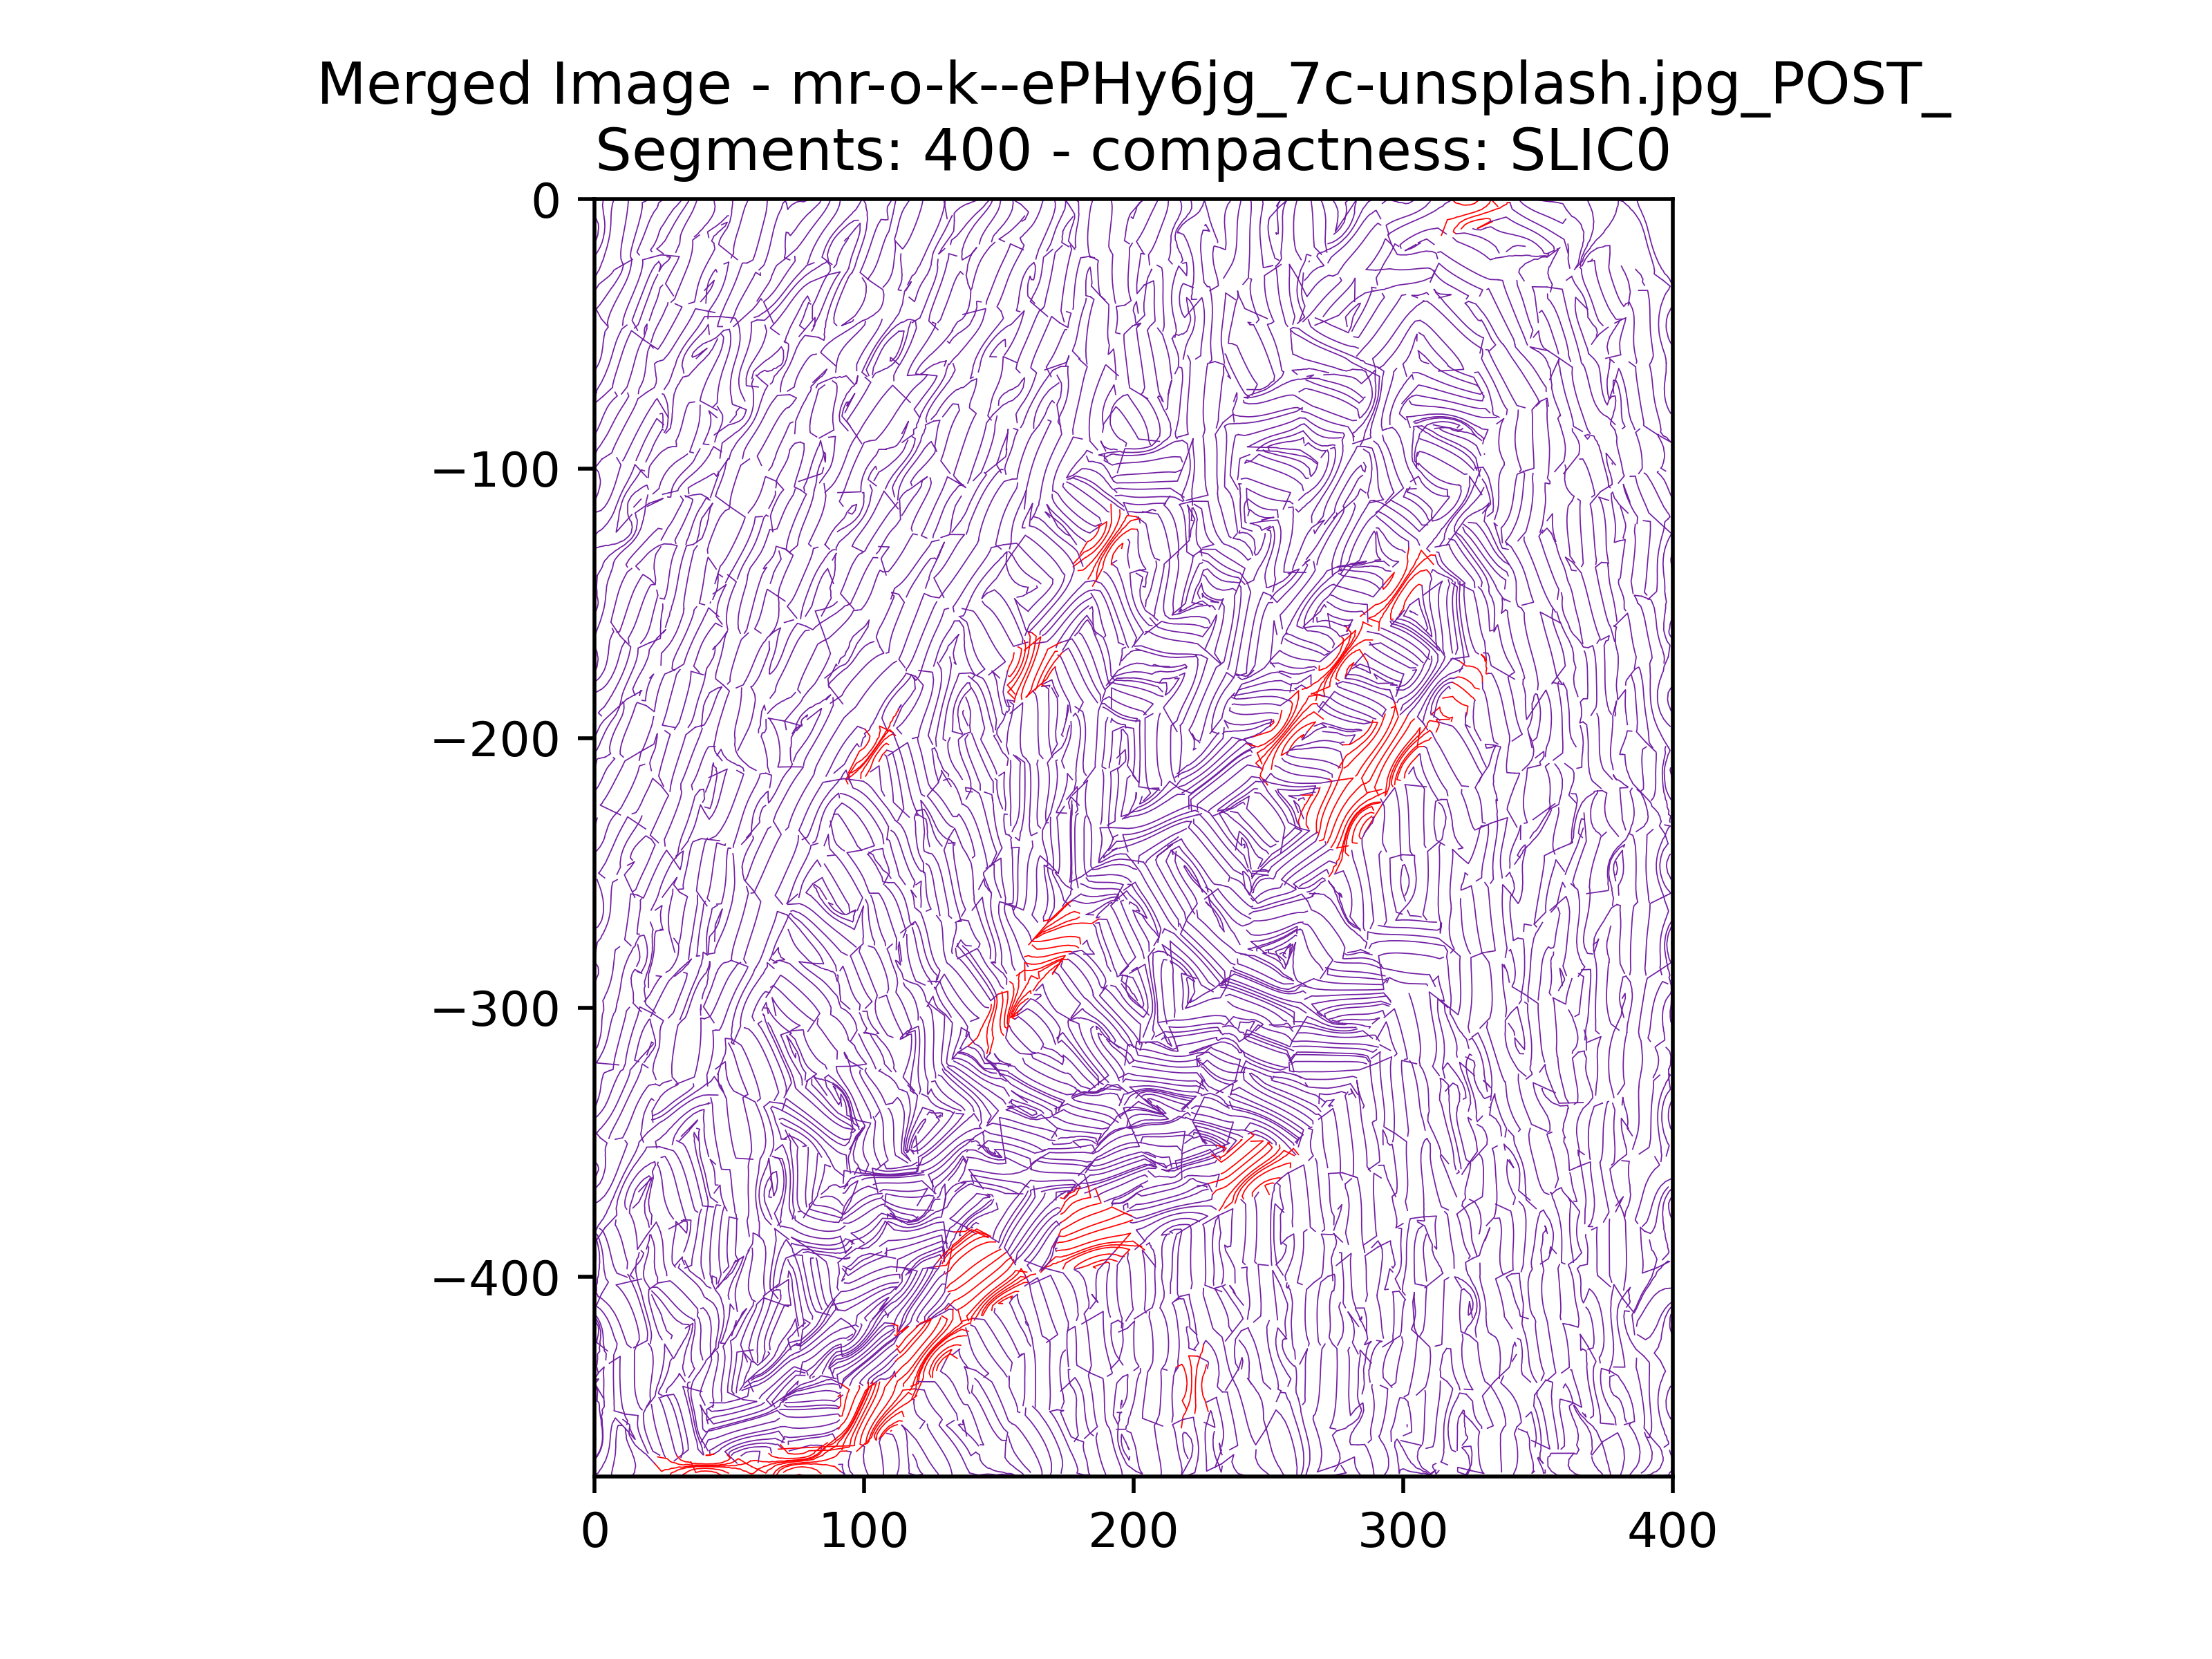 Merged Image - mr-o-k--ePHy6jg_7c-unsplash.jpg_POST_
Segments: 400 - compactness: SLIC0
0
−100
−200
−300
−400
0 100 200 300 400